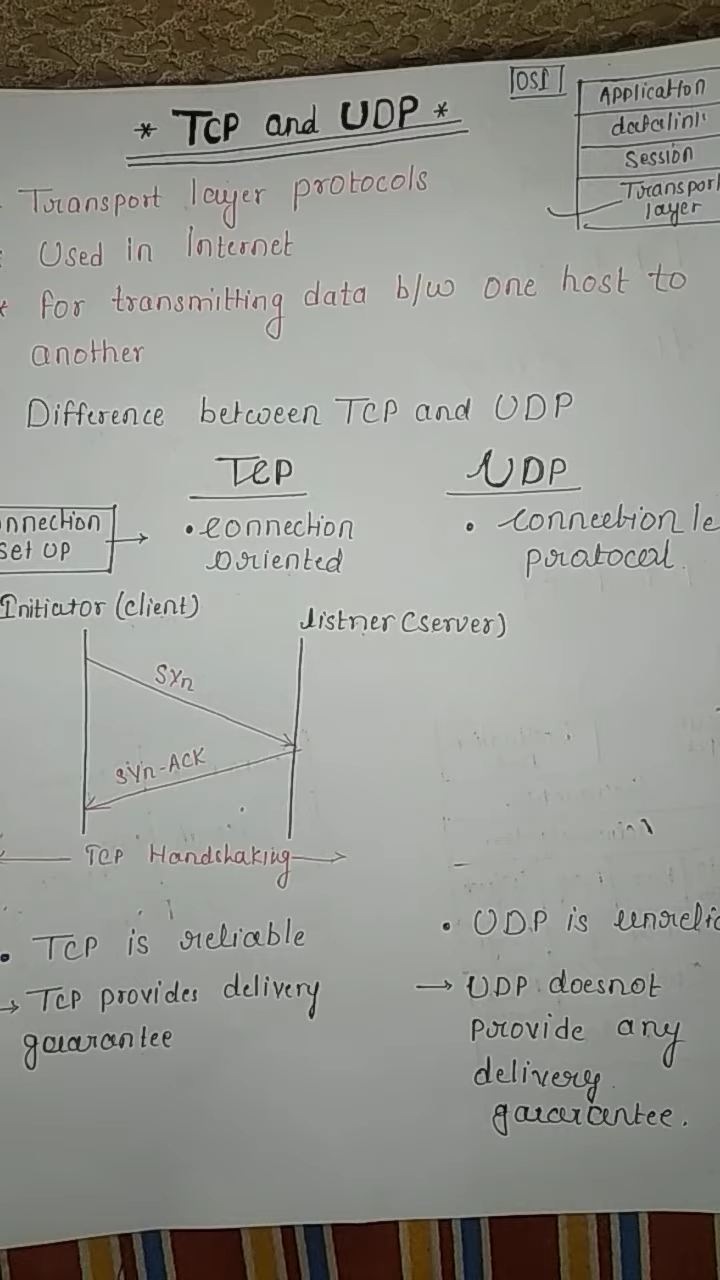 * TCP and UDP *
OSI
Application
datalink
Session
Transport
layer
Transport layer protocols
Used in Internet
* for transmitting data b/w one host to
another
Difference between TCP and UDP
TCP
UDP
nnection
set UP
• connection
oriented
• connection le
protocal.
Initiator (client)
listner (server)
SYn
SYn-ACK
TCP Handshaking
• TCP is reliable
→ TCP provides delivery
guarantee
• UDP is unrelia
→ UDP doesnot
provide any
delivery
guarantee.